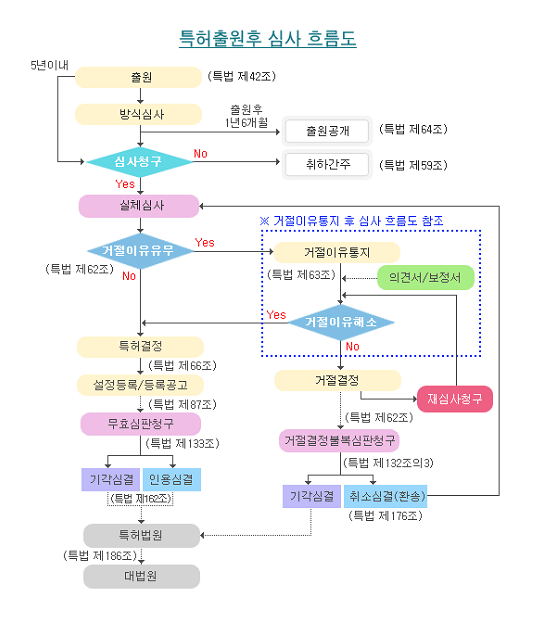 특허출원후 심사 흐름도
5년이내
출원
(특법 제42조)
방식심사
출원후
1년6개월
출원공개
(특법 제64조)
심사청구
No
취하간주
(특법 제59조)
Yes
실체심사
※ 거절이유통지 후 심사 흐름도 참조
거절이유유무
Yes
거절이유통지
(특법 제62조)
No
(특법 제63조)
의견서/보정서
Yes
거절이유해소
No
특허결정
(특법 제66조)
거절결정
설정등록/등록공고
재심사청구
(특법 제87조)
(특법 제62조)
무효심판청구
거절결정불복심판청구
(특법 제133조)
(특법 제132조의3)
기각심결
인용심결
기각심결
취소심결(환송)
(특법 제162조)
(특법 제176조)
특허법원
(특법 제186조)
대법원